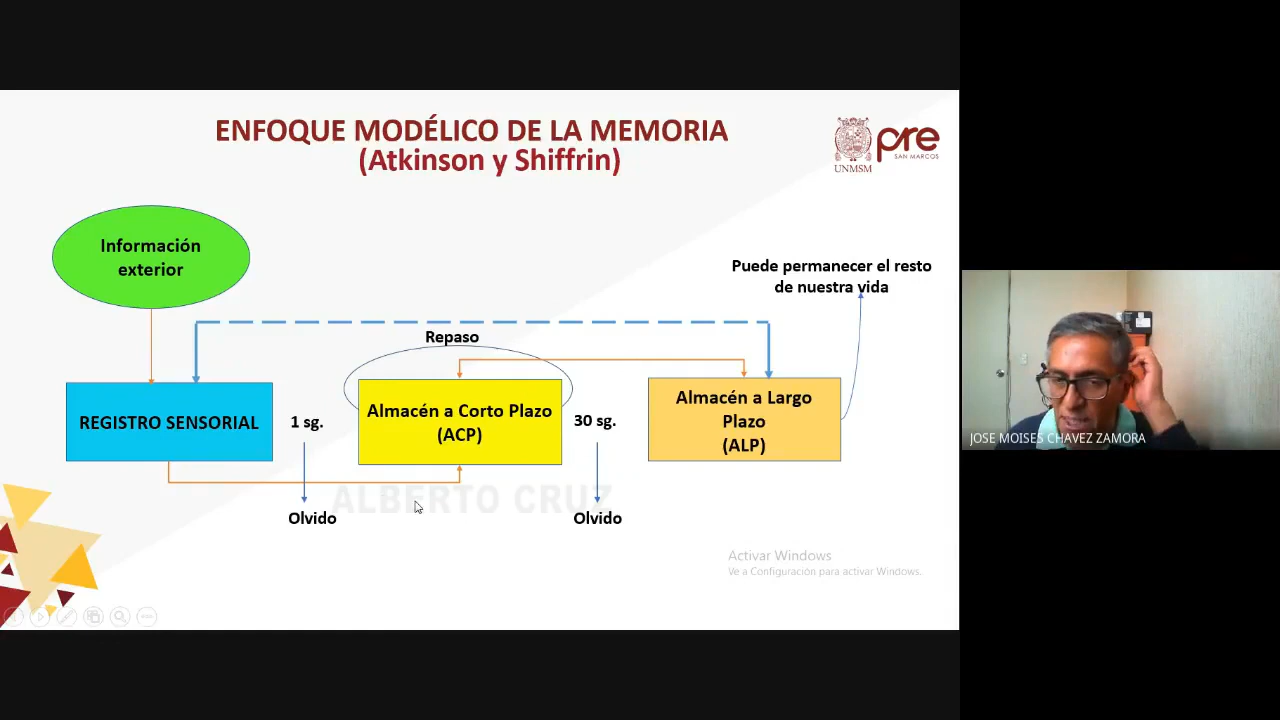 ENFOQUE MODÉLICO DE LA MEMORIA
(Atkinson y Shiffrin)
UNMSM
pre
SAN MARCOS
Información
exterior
Puede permanecer el resto
de nuestra vida
Repaso
REGISTRO SENSORIAL
1 sg.
Almacén a Corto Plazo
(ACP)
30 sg.
Almacén a Largo
Plazo
(ALP)
ALBERTO CRUZ
Olvido
Olvido
JOSE MOISES CHAVEZ ZAMORA
Activar Windows
Ve a Configuración para activar Windows.